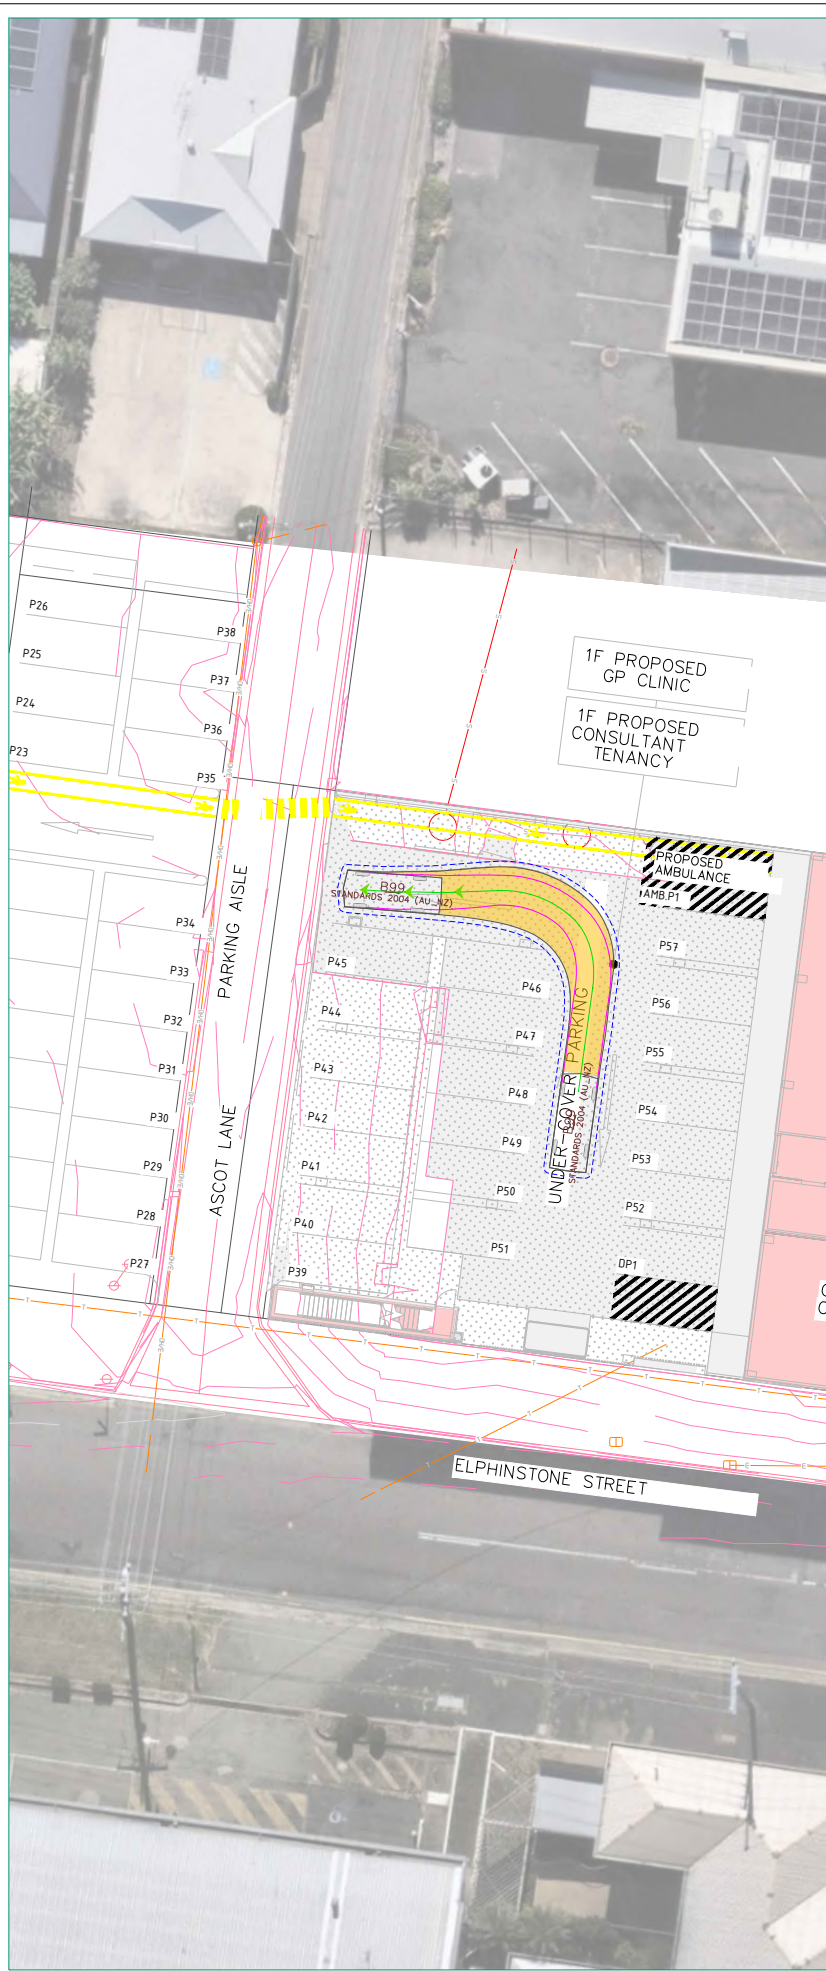 1F PROPOSED
GP CLINIC
1F PROPOSED
CONSULTANT
TENANCY
P26
P25
P24
P23
P38
P37
P36
P35
PROPOSED
AMBULANCE
AMB.P1
B99
STANDARDS 2004 (AU_NZ)
PARKING AISLE
ASCOT LANE
P34
P33
P32
P31
P30
P29
P28
P27
P45
P44
P43
P42
P41
P40
P39
P46
P47
P48
P49
P50
P51
UNDER-COVER PARKING
B99
STANDARDS 2004 (AU_NZ)
P57
P56
P55
P54
P53
P52
DP1
ELPHINSTONE STREET